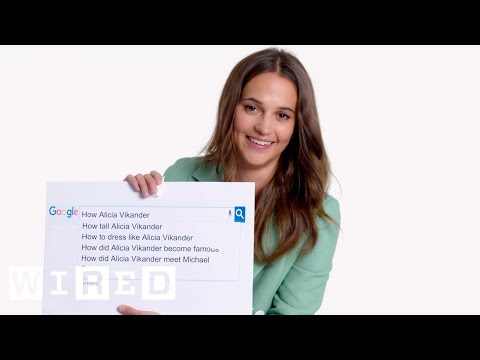 Google
How Alicia Vikander
How tall Alicia Vikander
How to dress like Alicia Vikander
How did Alicia Vikander become famous
How did Alicia Vikander meet Michael
WIRED